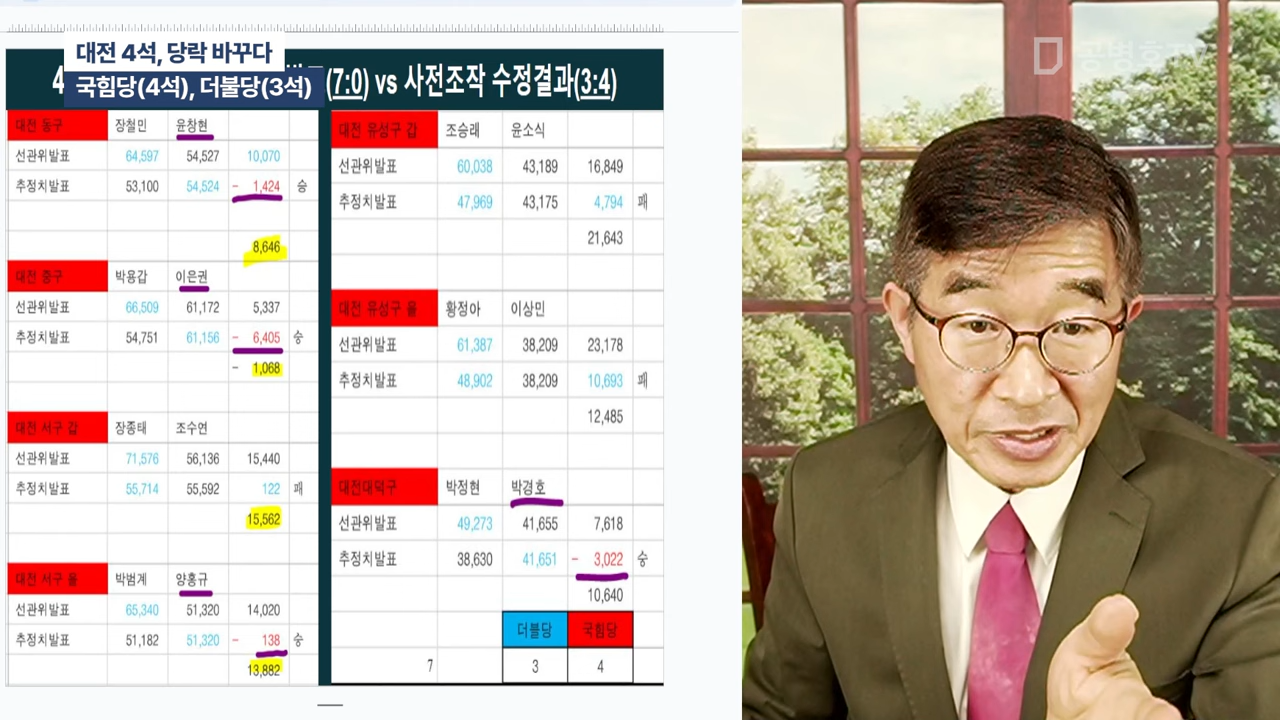 대전 4석, 당락 바꾸다
국힘당(4석), 더불당(3석)
(7:0) vs 사전조작 수정결과(3:4)
대전 동구 장철민 윤창현
선관위발표 64,597 54,527 10,070
추정치발표 53,100 54,524 - 1,424 승
8,646
대전 중구 박용갑 이은권
선관위발표 66,509 61,172 5,337
추정치발표 54,751 61,156 - 6,405 승
- 1,068
대전 서구 갑 장종태 조수연
선관위발표 71,576 56,136 15,440
추정치발표 55,714 55,592 122 패
15,562
대전 서구 을 박범계 양홍규
선관위발표 65,340 51,320 14,020
추정치발표 51,182 51,320 - 138 승
13,882
대전 유성구 갑 조승래 윤소식
선관위발표 60,038 43,189 16,849
추정치발표 47,969 43,175 4,794 패
21,643
대전 유성구 을 황정아 이상민
선관위발표 61,387 38,209 23,178
추정치발표 48,902 38,209 10,693 패
12,485
대전대덕구 박정현 박경호
선관위발표 49,273 41,655 7,618
추정치발표 38,630 41,651 - 3,022 승
10,640
더불당 국힘당
7 3 4
공병호